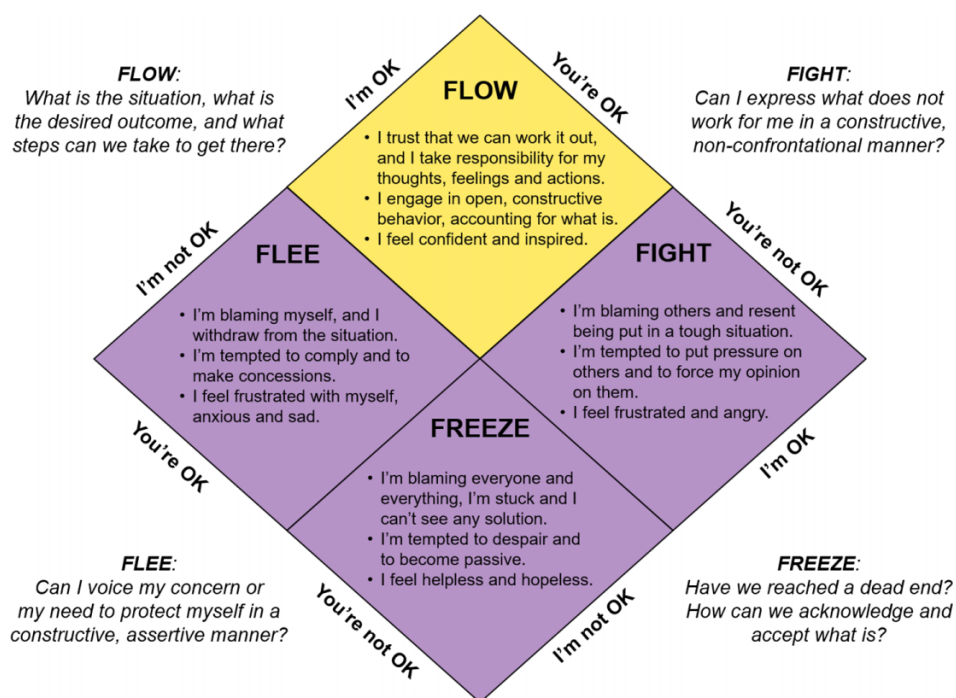 FLOW:
What is the situation, what is
the desired outcome, and what
steps can we take to get there?
I'm OK
You're OK
FIGHT:
Can I express what does not
work for me in a constructive,
non-confrontational manner?
FLOW
• I trust that we can work it out,
and I take responsibility for my
thoughts, feelings and actions.
• I engage in open, constructive
behavior, accounting for what is.
• I feel confident and inspired.
I'm not OK
You're not OK
FLEE
• I'm blaming myself, and I
withdraw from the situation.
• I'm tempted to comply and to
make concessions.
• I feel frustrated with myself,
anxious and sad.
FIGHT
• I'm blaming others and resent
being put in a tough situation.
• I'm tempted to put pressure on
others and to force my opinion
on them.
• I feel frustrated and angry.
You're OK
I'm OK
FREEZE
• I'm blaming everyone and
everything, I'm stuck and I
can't see any solution.
• I'm tempted to despair and
to become passive.
• I feel helpless and hopeless.
You're not OK
I'm not OK
FLEE:
Can I voice my concern or
my need to protect myself in a
constructive, assertive manner?
FREEZE:
Have we reached a dead end?
How can we acknowledge and
accept what is?